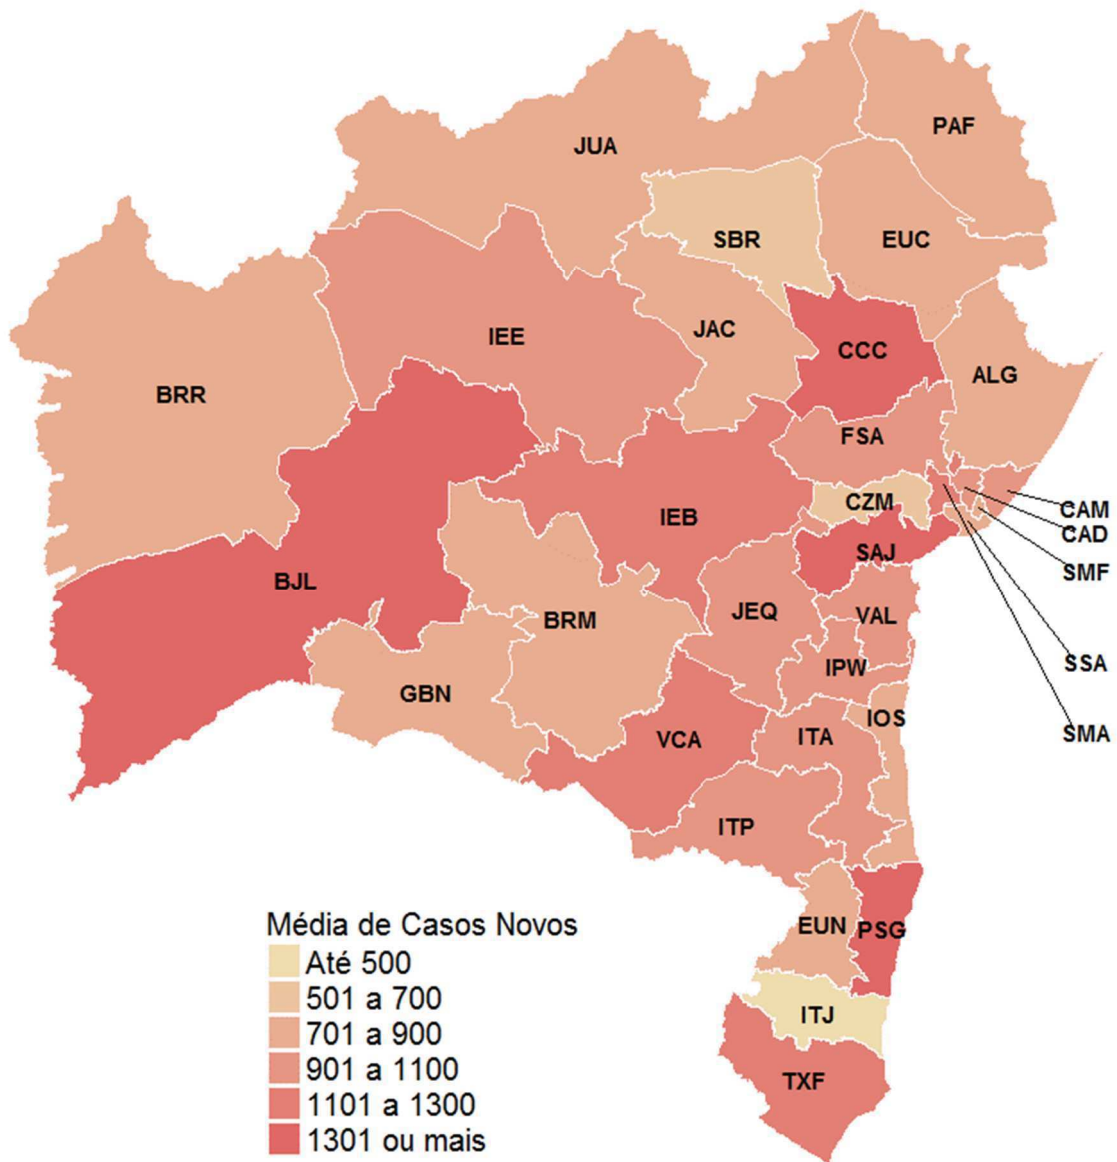 PAF
JUA
SBR
EUC
IEE
JAC
CCC
ALG
BRR
FSA
CZM
CAM
IEB
CAD
SAJ
SMF
BJL
JEQ
VAL
BRM
IPW
SSA
GBN
IOS
SMA
VCA
ITA
ITP
EUN
PSG
ITJ
TXF
Média de Casos Novos
Até 500
501 a 700
701 a 900
901 a 1100
1101 a 1300
1301 ou mais